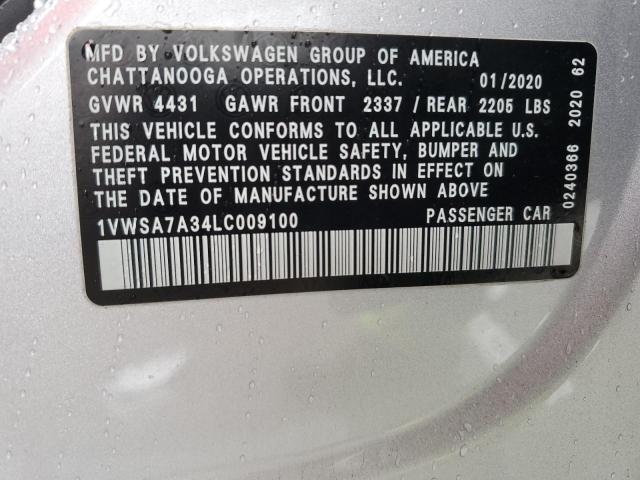 MFD BY VOLKSWAGEN GROUP OF AMERICA
CHATTANOOGA OPERATIONS, LLC. 01/2020
GVWR 4431 GAWR FRONT 2337 / REAR 2205 LBS
THIS VEHICLE CONFORMS TO ALL APPLICABLE U.S.
FEDERAL MOTOR VEHICLE SAFETY, BUMPER AND
THEFT PREVENTION STANDARDS IN EFFECT ON
THE DATE OF MANUFACTURE SHOWN ABOVE
1VWSA7A34LC009100 PASSENGER CAR
0240366 2020 62